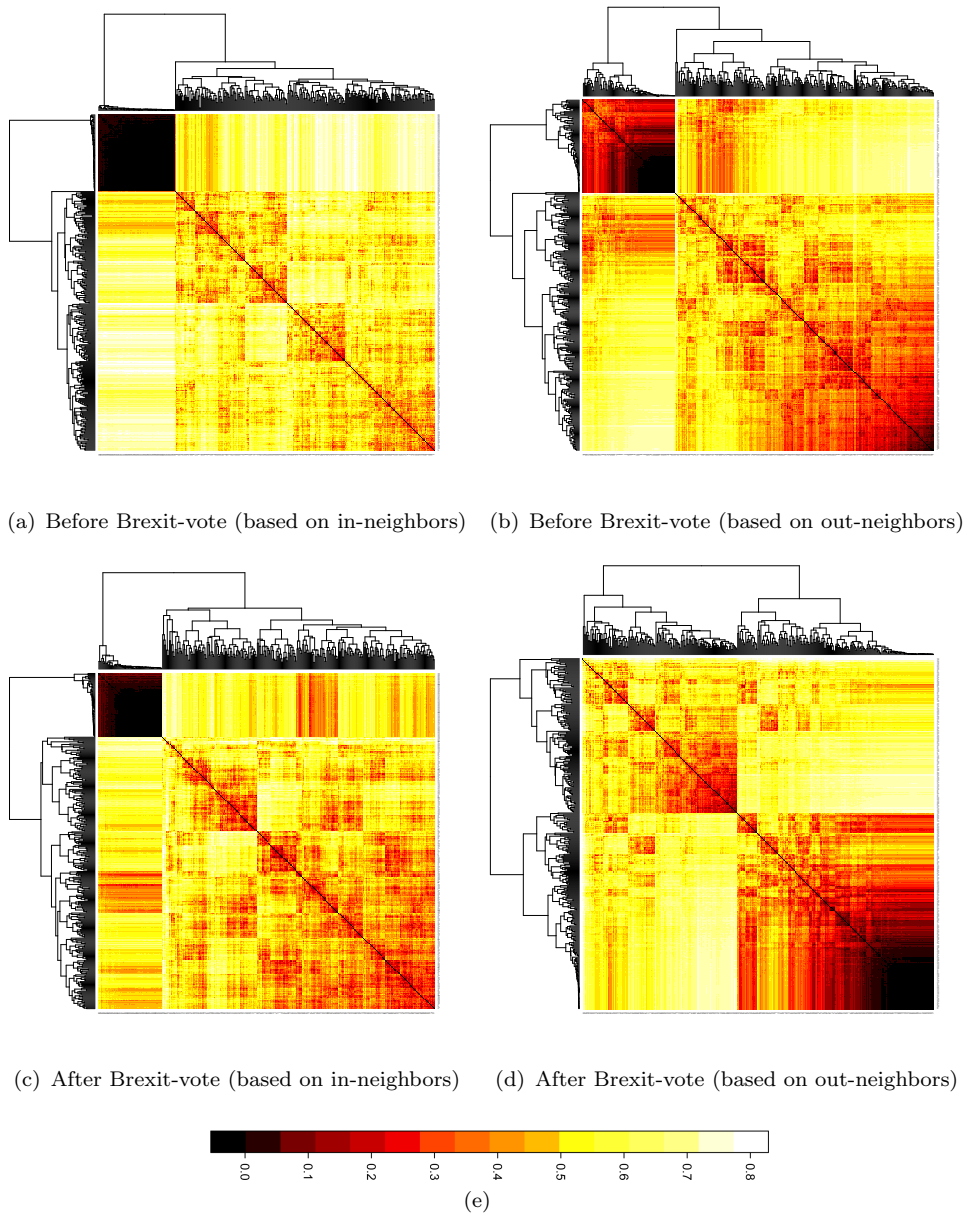 (a) Before Brexit-vote (based on in-neighbors)
(b) Before Brexit-vote (based on out-neighbors)
(c) After Brexit-vote (based on in-neighbors)
(d) After Brexit-vote (based on out-neighbors)
0.0 0.1 0.2 0.3 0.4 0.5 0.6 0.7 0.8
(e)